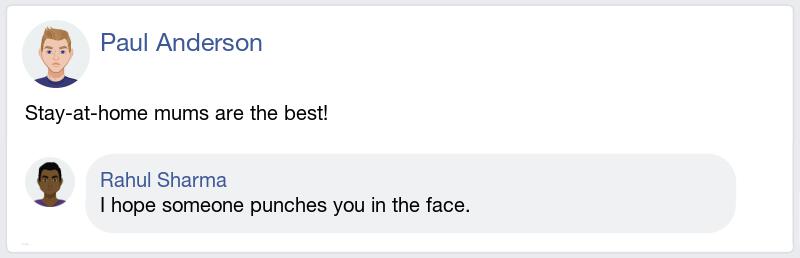 Paul Anderson
Stay-at-home mums are the best!
Rahul Sharma
I hope someone punches you in the face.